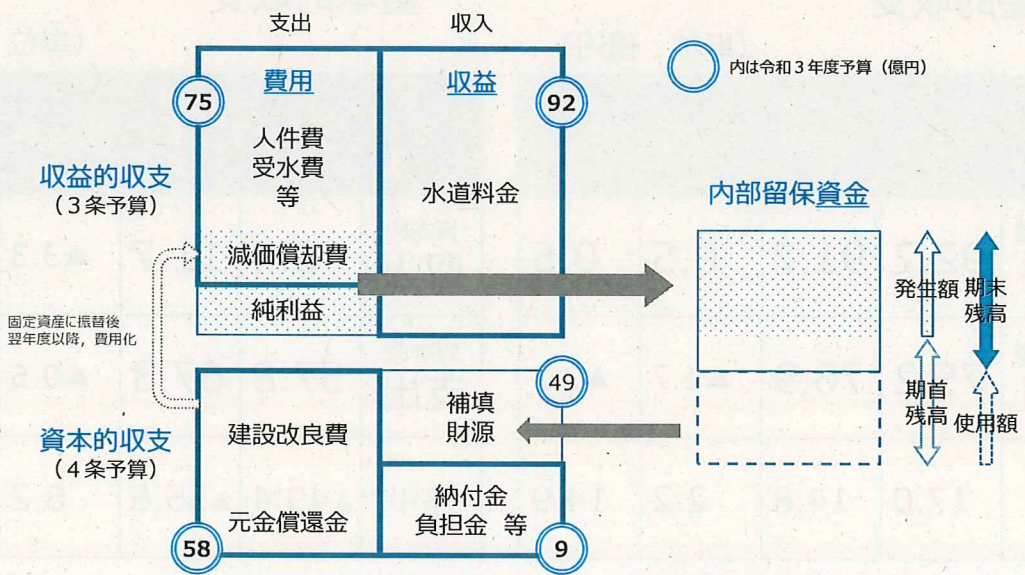 支出
収入
内は令和３年度予算（億円）
75
費用
収益
92
人件費
受水費
等
水道料金
収益的収支
（３条予算）
内部留保資金
減価償却費
純利益
発生額
期末
残高
固定資産に振替後
翌年度以降，費用化
期首
残高
使用額
49
補填
財源
建設改良費
資本的収支
（４条予算）
元金償還金
納付金
負担金 等
58
9
17.0
14.8
2.2